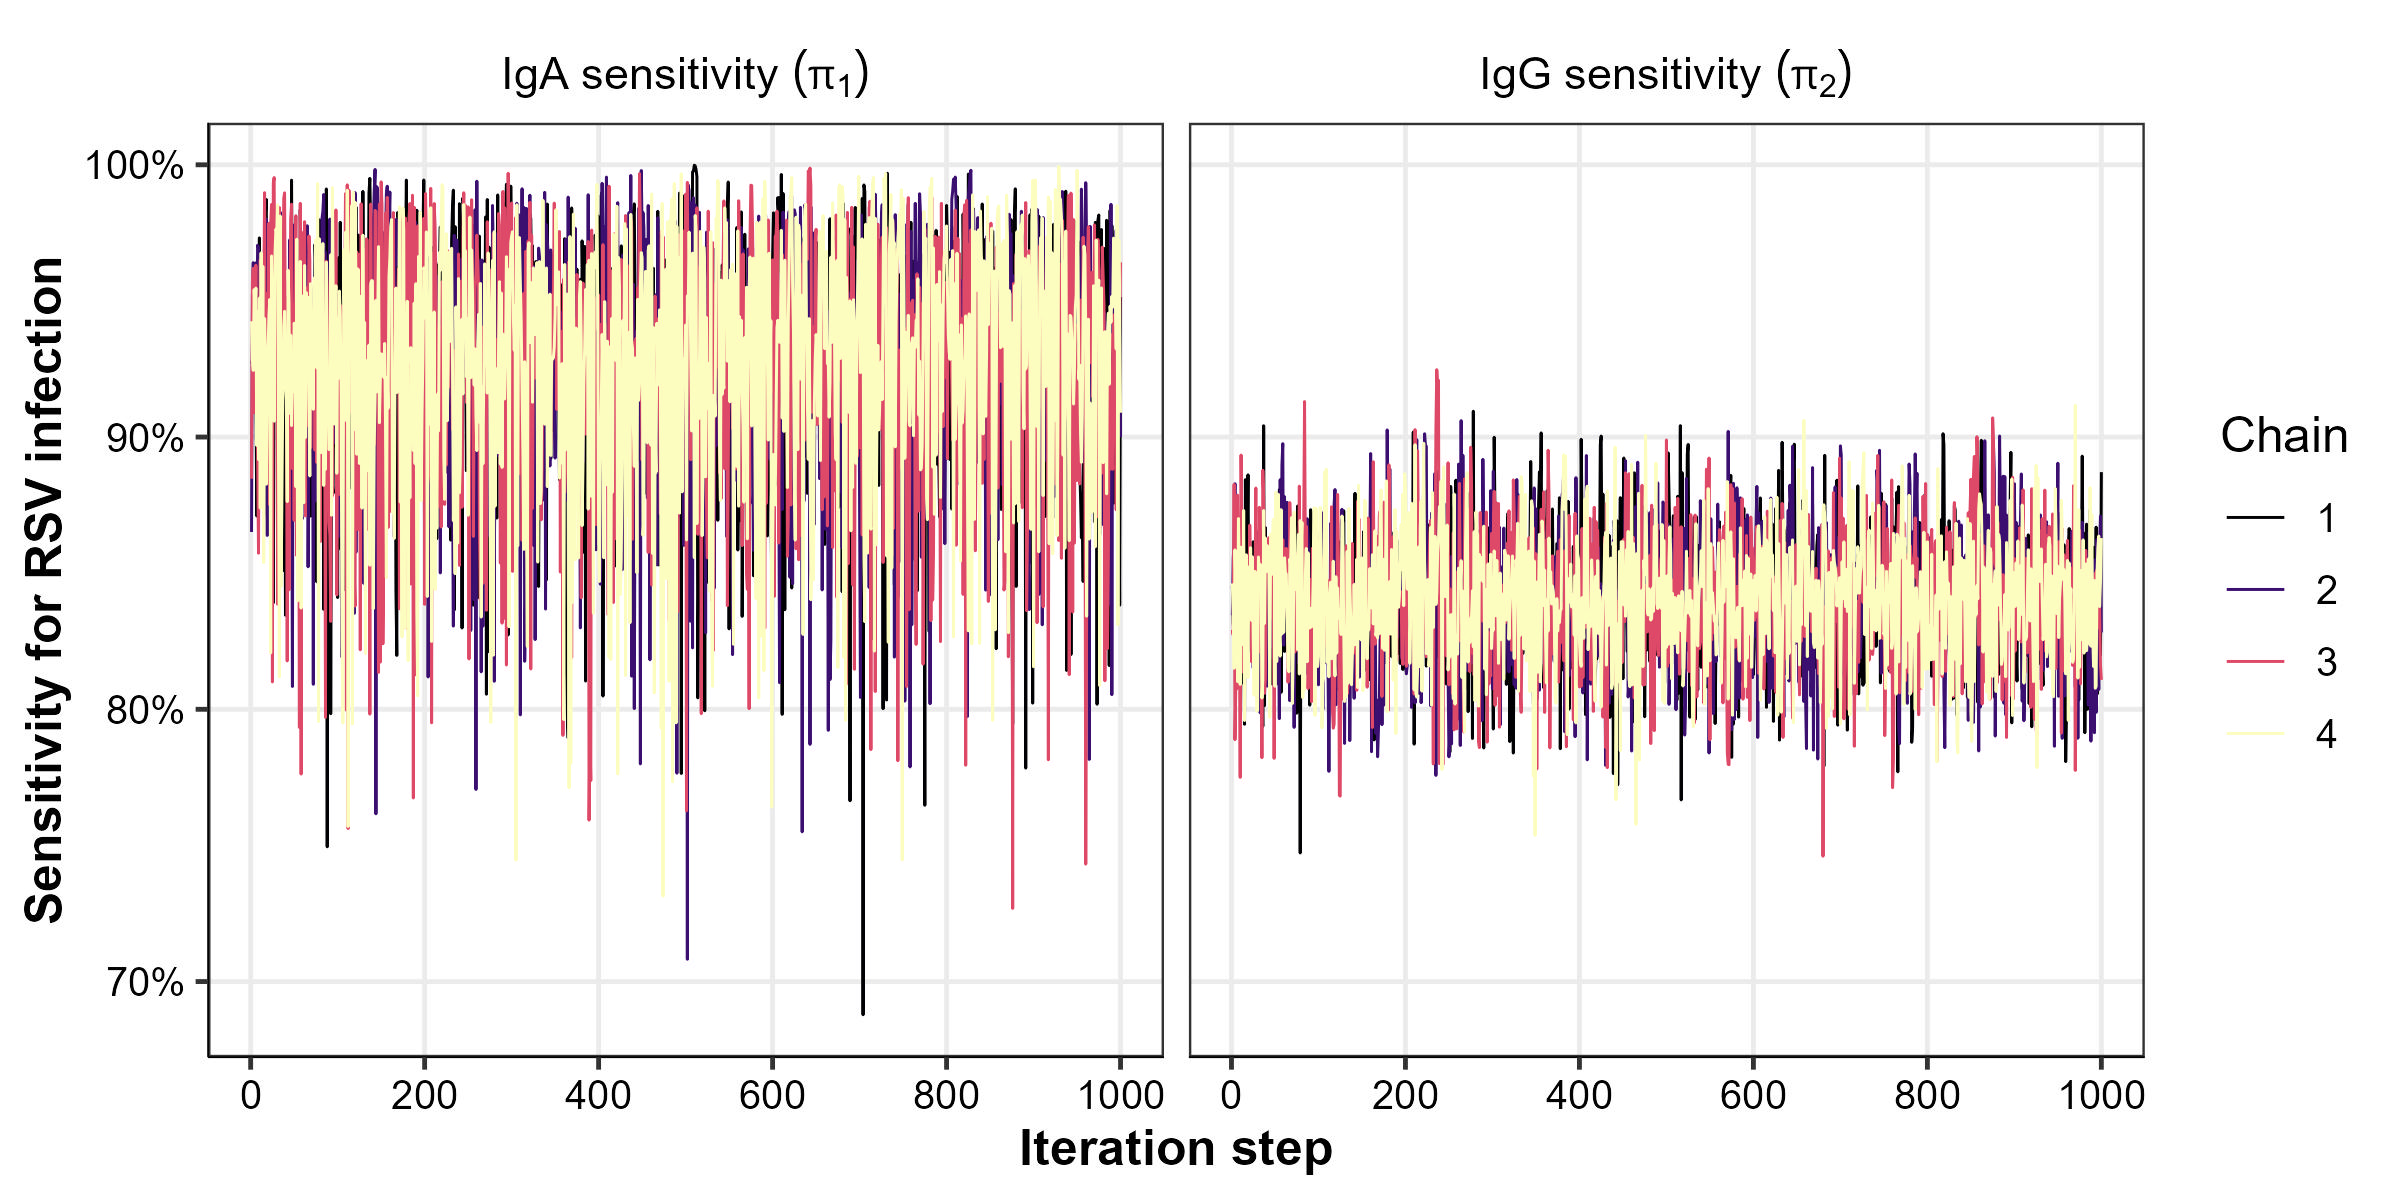 IgA sensitivity (π₁)
IgG sensitivity (π₂)
Sensitivity for RSV infection
100%
90%
80%
70%
0 200 400 600 800 1000
0 200 400 600 800 1000
Iteration step
Chain
1
2
3
4